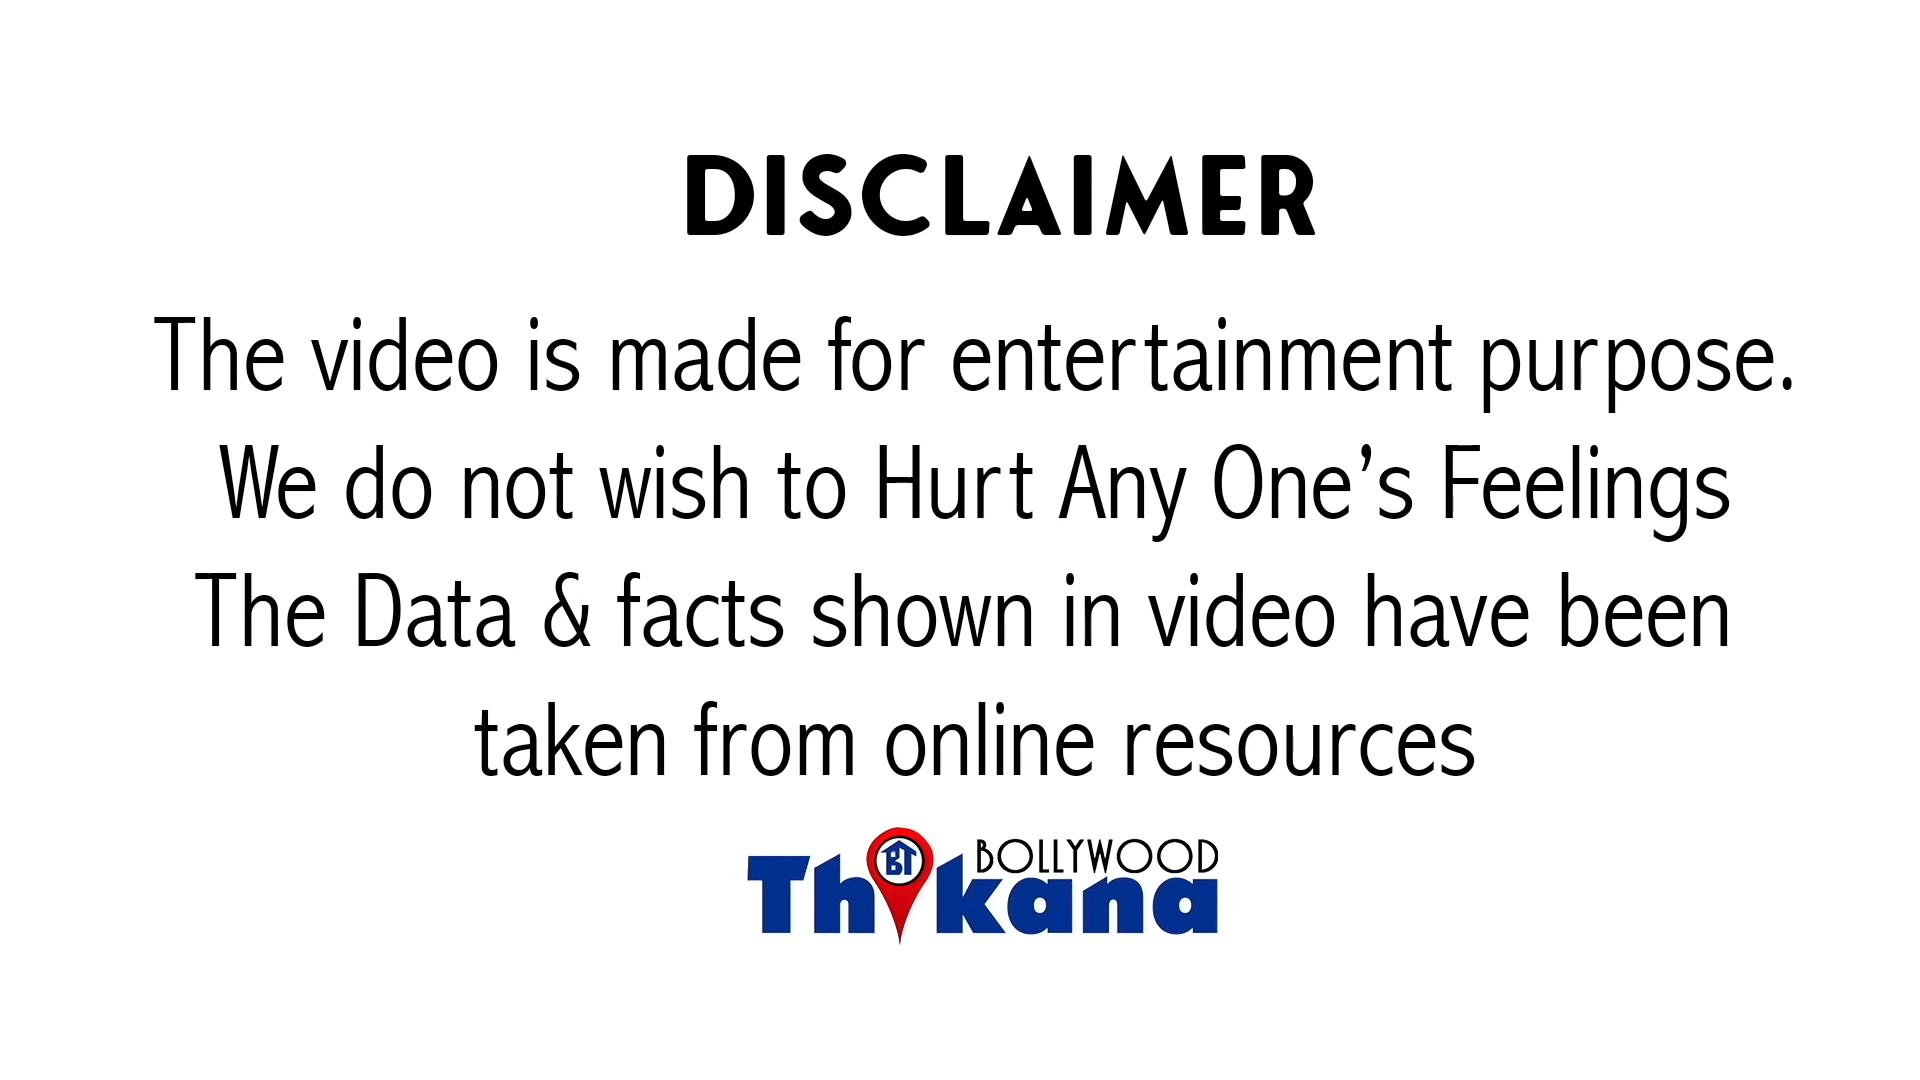 DISCLAIMER
The video is made for entertainment purpose.
We do not wish to Hurt Any One’s Feelings
The Data & facts shown in video have been
taken from online resources
BT
BOLLYWOOD
Thikana